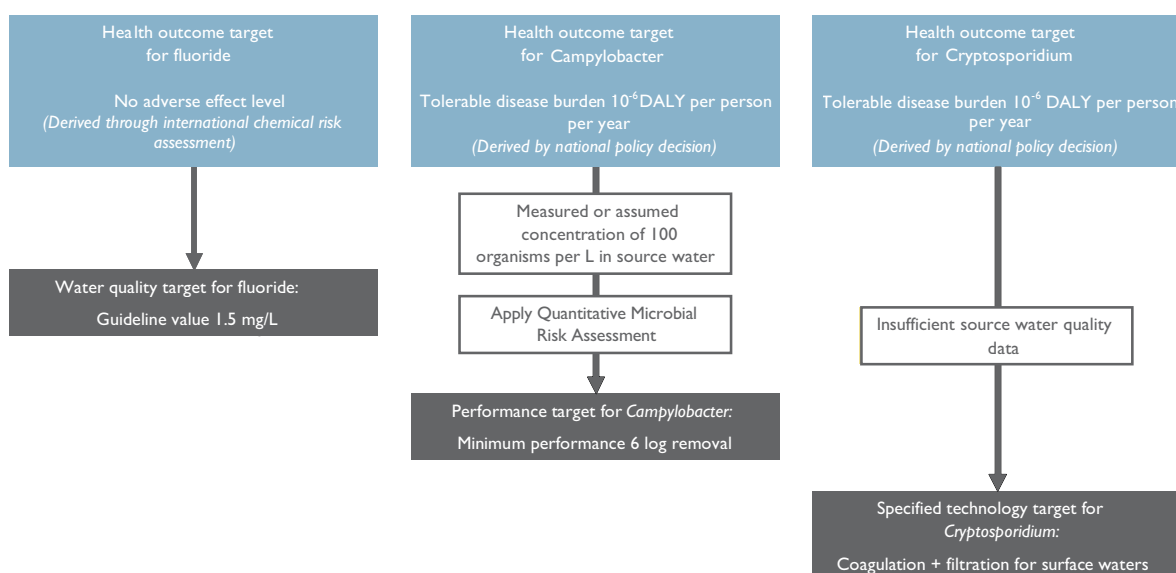 Health outcome target
for fluoride
No adverse effect level
(Derived through international chemical risk
assessment)
Water quality target for fluoride:
Guideline value 1.5 mg/L
Health outcome target
for Campylobacter
Tolerable disease burden 10⁻⁶ DALY per person
per year
(Derived by national policy decision)
Measured or assumed
concentration of 100
organisms per L in source water
Apply Quantitative Microbial
Risk Assessment
Performance target for Campylobacter:
Minimum performance 6 log removal
Health outcome target
for Cryptosporidium
Tolerable disease burden 10⁻⁶ DALY per person
per year
(Derived by national policy decision)
Insufficient source water quality
data
Specified technology target for
Cryptosporidium:
Coagulation + filtration for surface waters